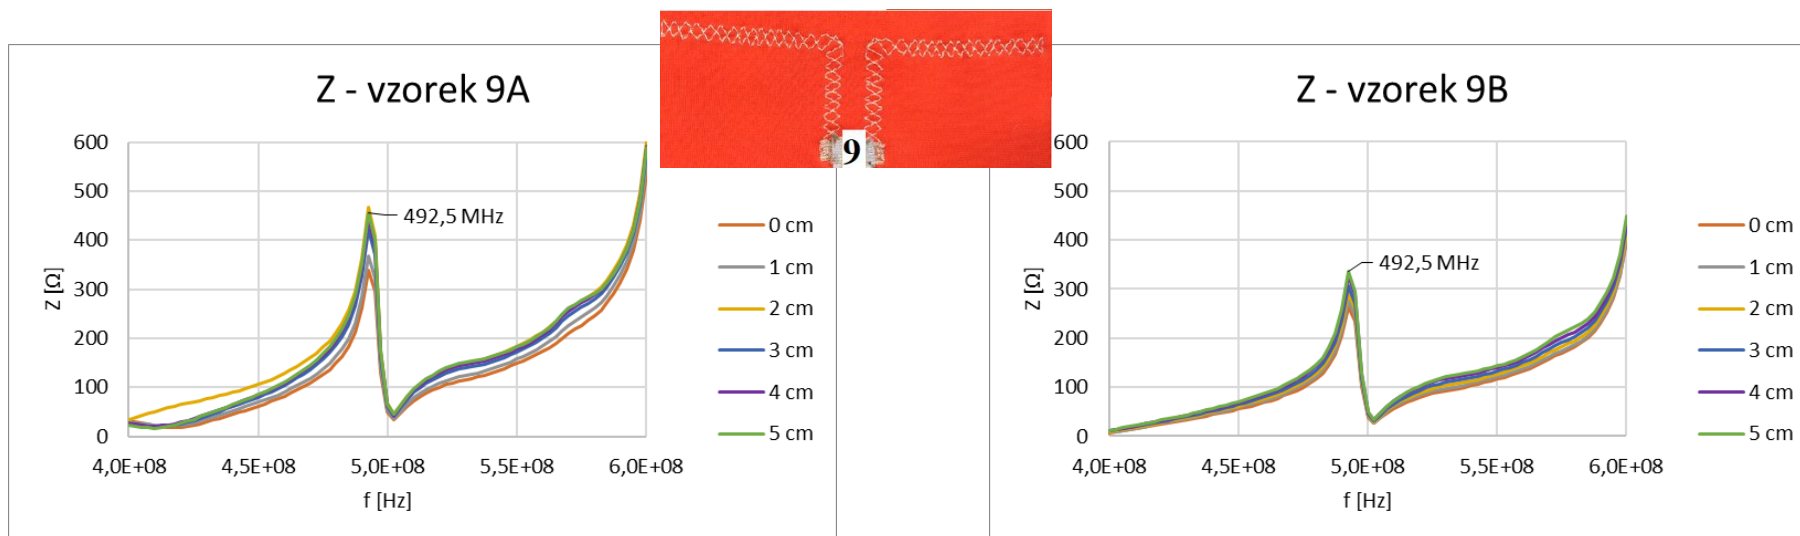 Z - vzorek 9A
600
500
400
300
200
100
0
Z [Ω]
492,5 MHz
4,0E+08
4,5E+08
5,0E+08
5,5E+08
6,0E+08
f [Hz]
0 cm
1 cm
2 cm
3 cm
4 cm
5 cm
9
Z - vzorek 9B
600
500
400
300
200
100
0
Z [Ω]
492,5 MHz
4,0E+08
4,5E+08
5,0E+08
5,5E+08
6,0E+08
f [Hz]
0 cm
1 cm
2 cm
3 cm
4 cm
5 cm